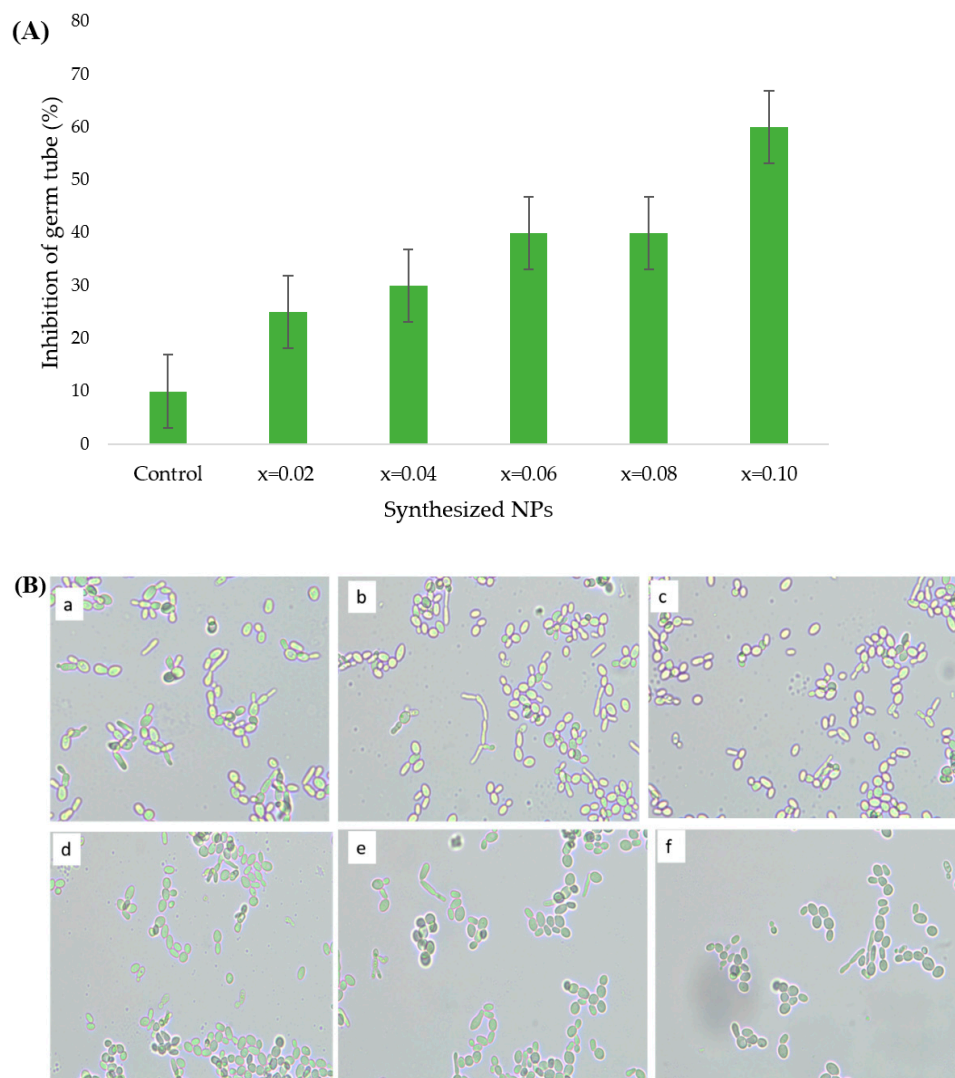 (A)
80
70
60
50
40
30
20
10
0
Inhibition of germ tube (%)
Control x=0.02 x=0.04 x=0.06 x=0.08 x=0.10
Synthesized NPs
(B)
a b c
d e f